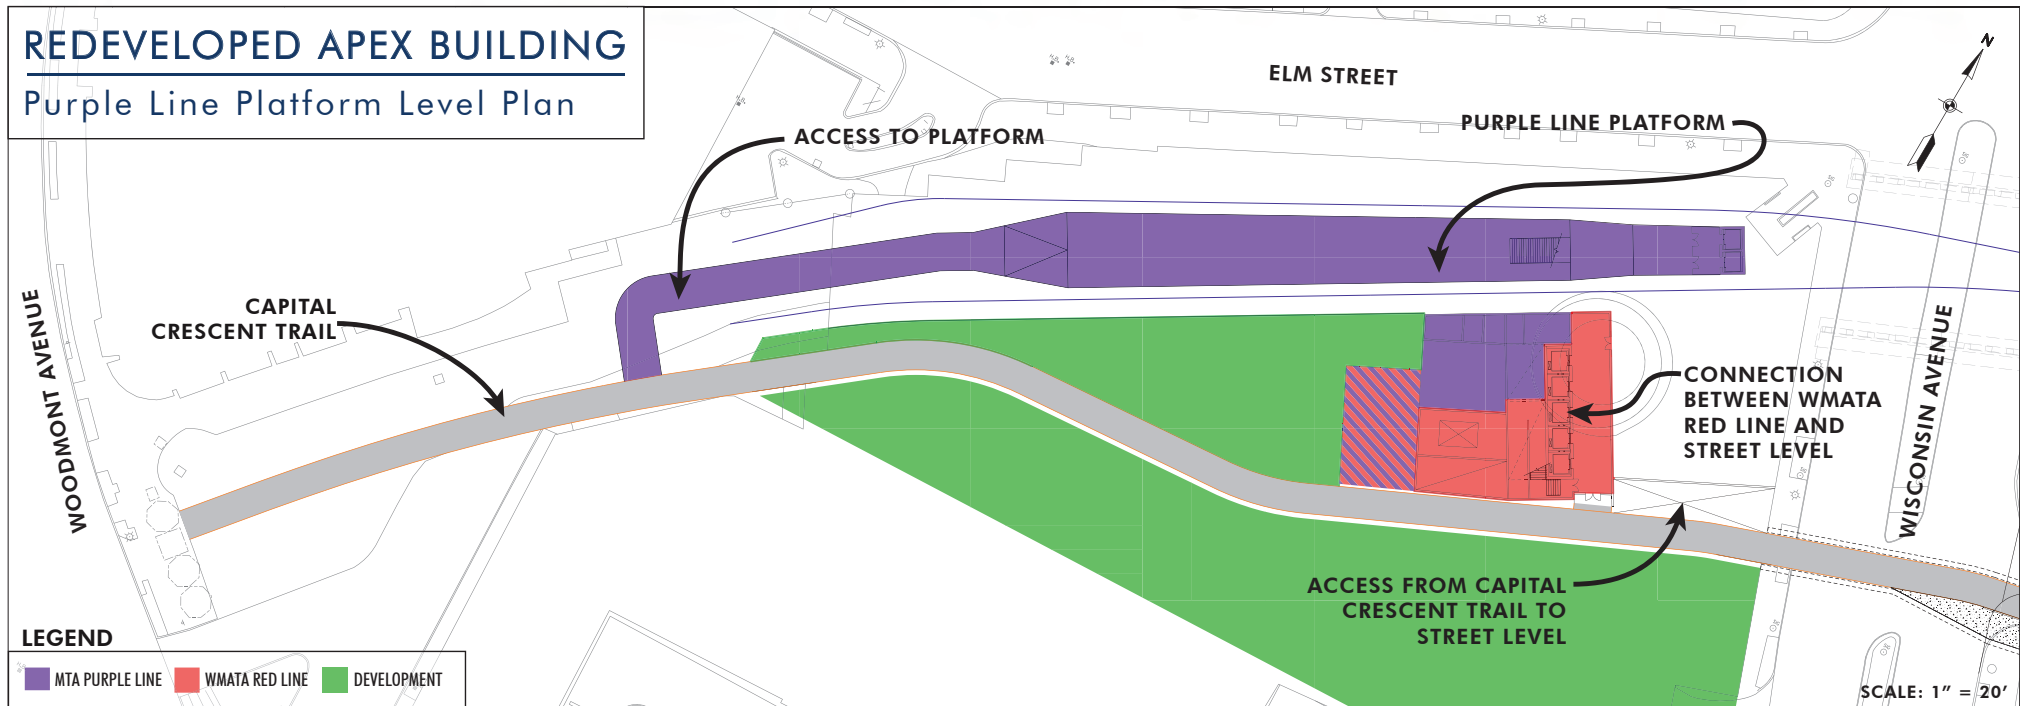 REDEVELOPED APEX BUILDING
Purple Line Platform Level Plan
ELM STREET
N
PURPLE LINE PLATFORM
ACCESS TO PLATFORM
CAPITAL
CRESCENT TRAIL
WOODMONT AVENUE
WISCONSIN AVENUE
CONNECTION
BETWEEN WMATA
RED LINE AND
STREET LEVEL
ACCESS FROM CAPITAL
CRESCENT TRAIL TO
STREET LEVEL
LEGEND
MTA PURPLE LINE
WMATA RED LINE
DEVELOPMENT
SCALE: 1" = 20'